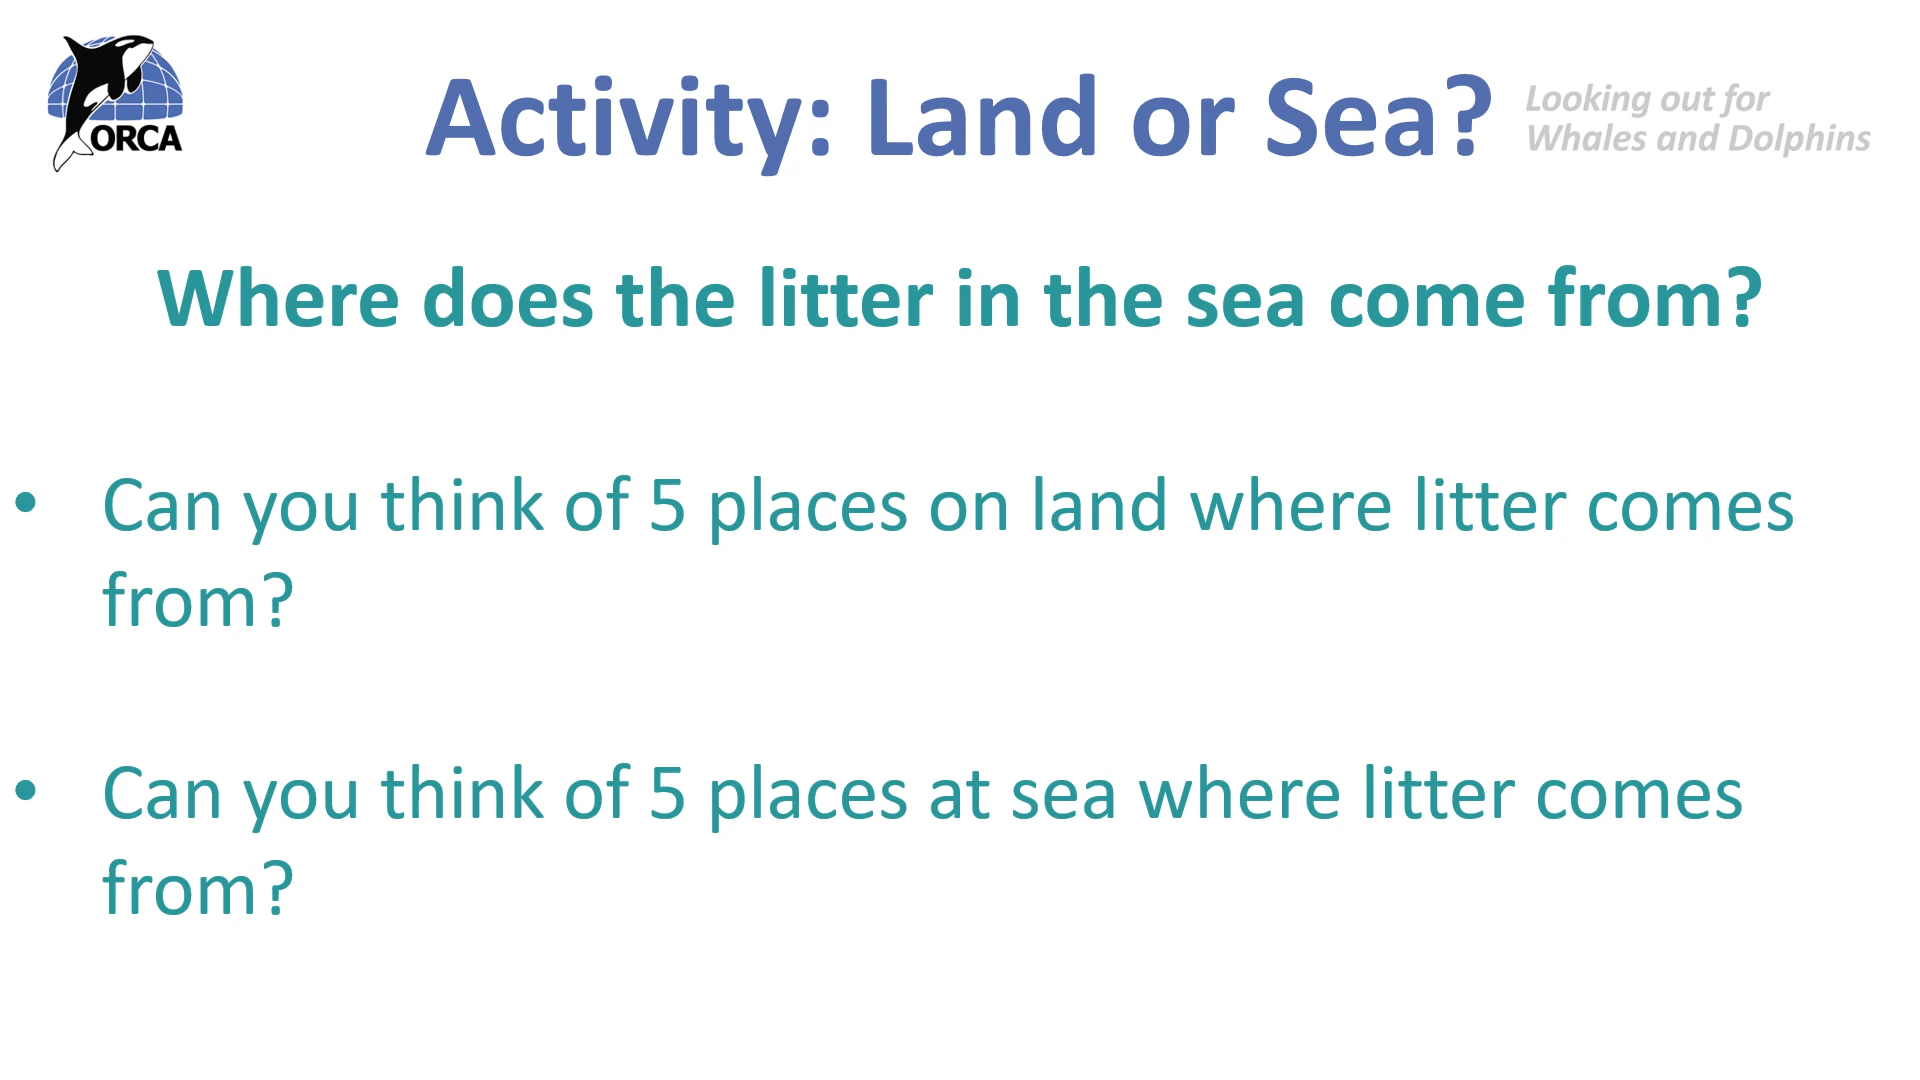 ORCA
Activity: Land or Sea?
Looking out for
Whales and Dolphins
Where does the litter in the sea come from?
• Can you think of 5 places on land where litter comes
from?
• Can you think of 5 places at sea where litter comes
from?